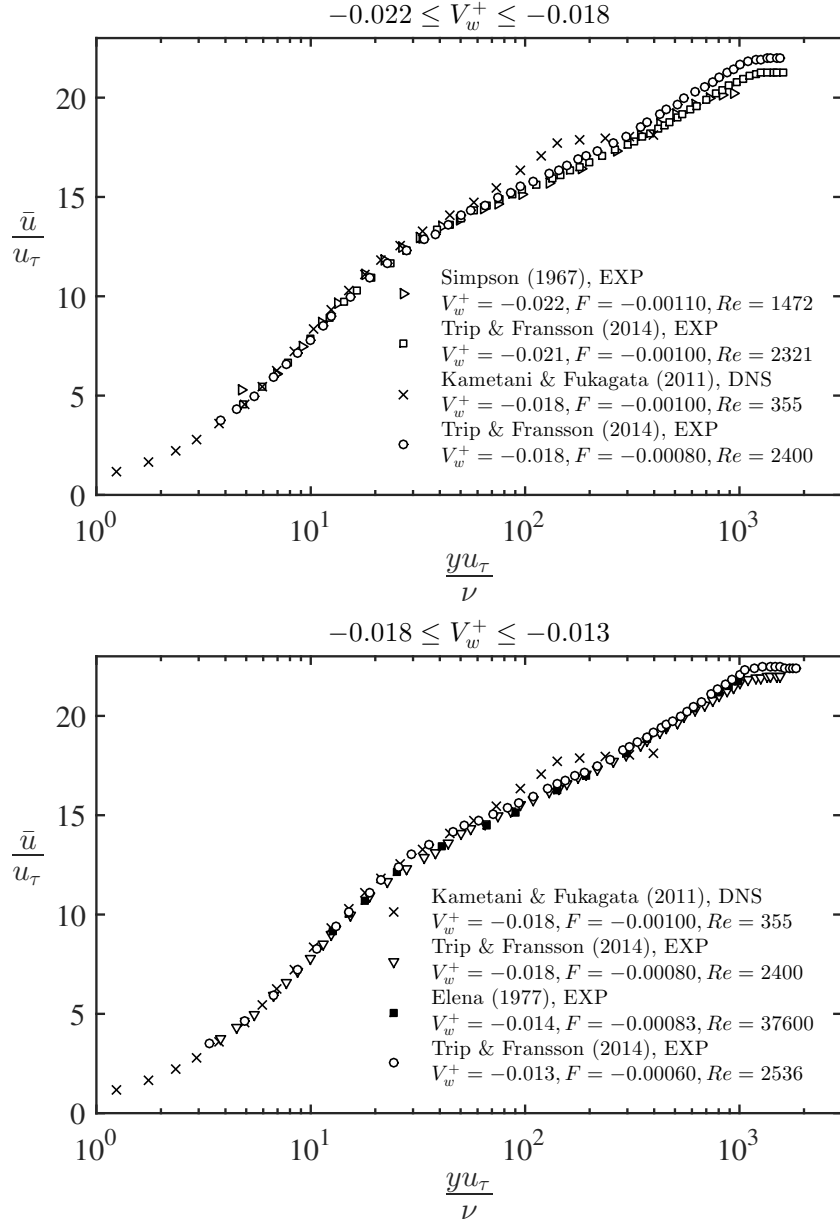 −0.022 ≤ V_w^+ ≤ −0.018
20
15
10
5
0
ū/u_τ
Simpson (1967), EXP
V_w^+ = −0.022, F = −0.00110, Re = 1472
Trip & Fransson (2014), EXP
V_w^+ = −0.021, F = −0.00100, Re = 2321
Kametani & Fukagata (2011), DNS
V_w^+ = −0.018, F = −0.00100, Re = 355
Trip & Fransson (2014), EXP
V_w^+ = −0.018, F = −0.00080, Re = 2400
10^0 10^1 10^2 10^3
yu_τ/ν
−0.018 ≤ V_w^+ ≤ −0.013
20
15
10
5
0
ū/u_τ
Kametani & Fukagata (2011), DNS
V_w^+ = −0.018, F = −0.00100, Re = 355
Trip & Fransson (2014), EXP
V_w^+ = −0.018, F = −0.00080, Re = 2400
Elena (1977), EXP
V_w^+ = −0.014, F = −0.00083, Re = 37600
Trip & Fransson (2014), EXP
V_w^+ = −0.013, F = −0.00060, Re = 2536
10^0 10^1 10^2 10^3
yu_τ/ν